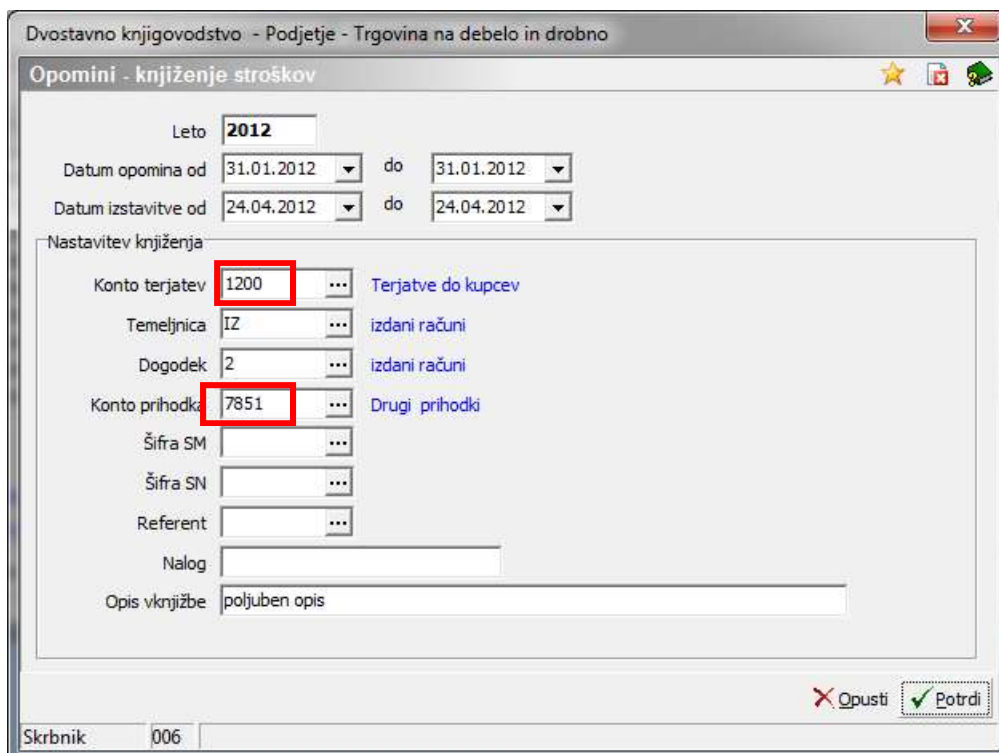 Dvostavno knjigovodstvo - Podjetje - Trgovina na debelo in drobno
Opomini - knjiženje stroškov
Leto 2012
Datum opomina od 31.01.2012 do 31.01.2012
Datum izstavitve od 24.04.2012 do 24.04.2012
Nastavitev knjiženja
Konto terjatev 1200 ... Terjatve do kupcev
Temeljnica IZ ... izdani računi
Dogodek 2 ... izdani računi
Konto prihodka 7851 ... Drugi prihodki
Šifra SM ...
Šifra SN ...
Referent ...
Nalog
Opis vknjižbe poljuben opis
Opusti Potrdi
Skrbnik 006